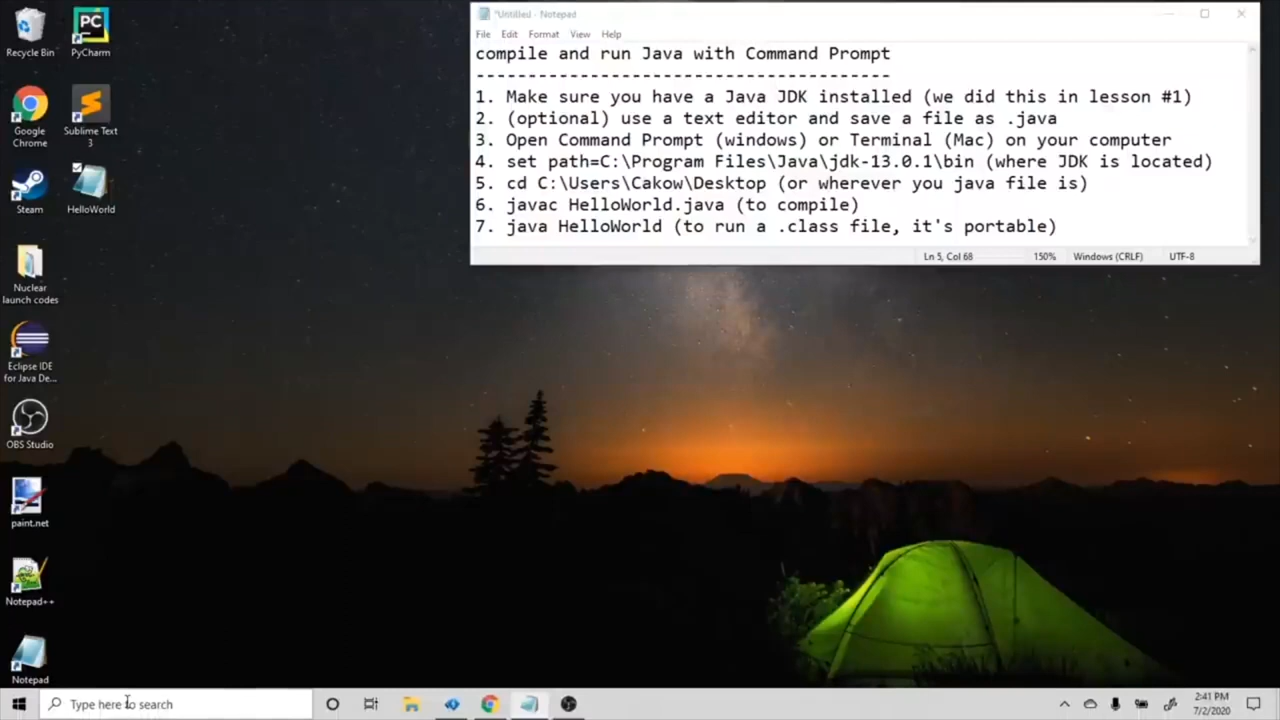 *Untitled - Notepad
File Edit Format View Help
compile and run Java with Command Prompt
----------------------------------------
1. Make sure you have a Java JDK installed (we did this in lesson #1)
2. (optional) use a text editor and save a file as .java
3. Open Command Prompt (windows) or Terminal (Mac) on your computer
4. set path=C:\Program Files\Java\jdk-13.0.1\bin (where JDK is located)
5. cd C:\Users\Cakow\Desktop (or wherever you java file is)
6. javac HelloWorld.java (to compile)
7. java HelloWorld (to run a .class file, it's portable)
Ln 5, Col 68 150% Windows (CRLF) UTF-8
Recycle Bin
PC
PyCharm
Google
Chrome
Sublime Text
3
Steam
HelloWorld
Nuclear
launch codes
Eclipse IDE
for Java De...
OBS Studio
paint.net
Notepad++
Notepad
Type here to search
2:41 PM
7/2/2020